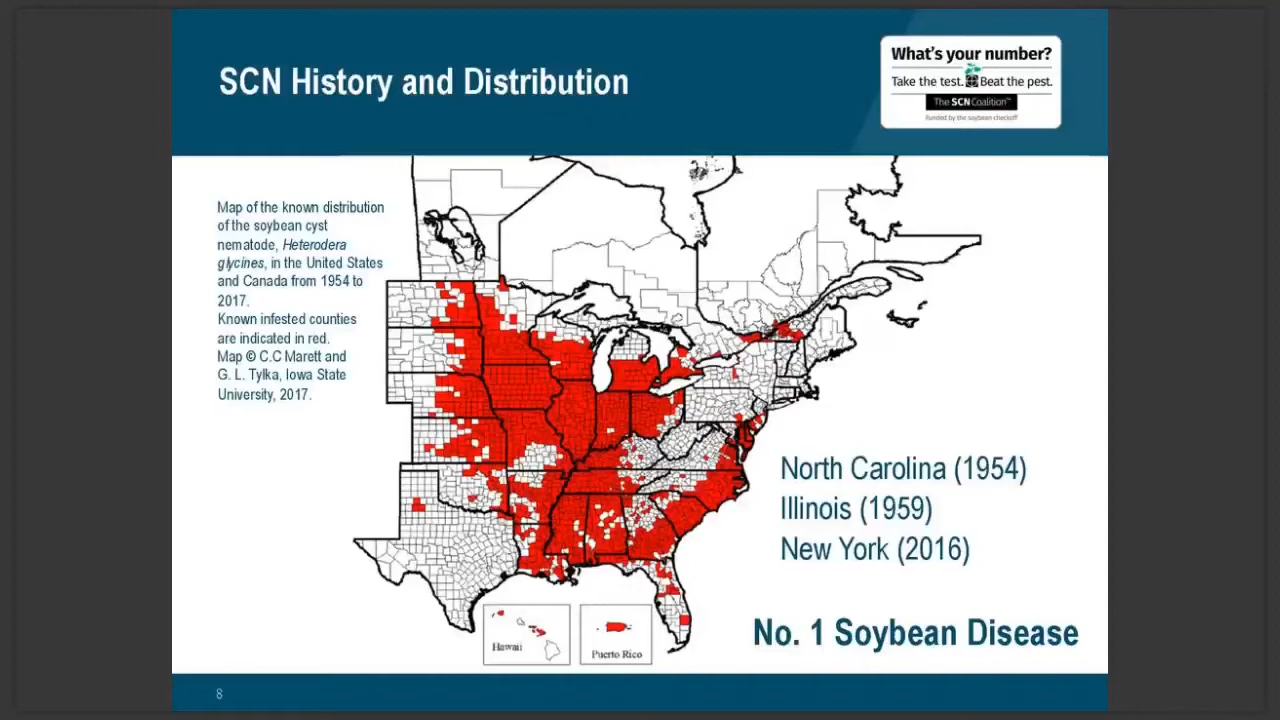 SCN History and Distribution
What's your number?
Take the test. Beat the pest.
The SCN Coalition™
Funded by the soybean checkoff
Map of the known distribution
of the soybean cyst
nematode, Heterodera
glycines, in the United States
and Canada from 1954 to
2017.
Known infested counties
are indicated in red.
Map © C.C Marett and
G. L. Tylka, Iowa State
University, 2017.
North Carolina (1954)
Illinois (1959)
New York (2016)
No. 1 Soybean Disease
Hawaii
Puerto Rico
8